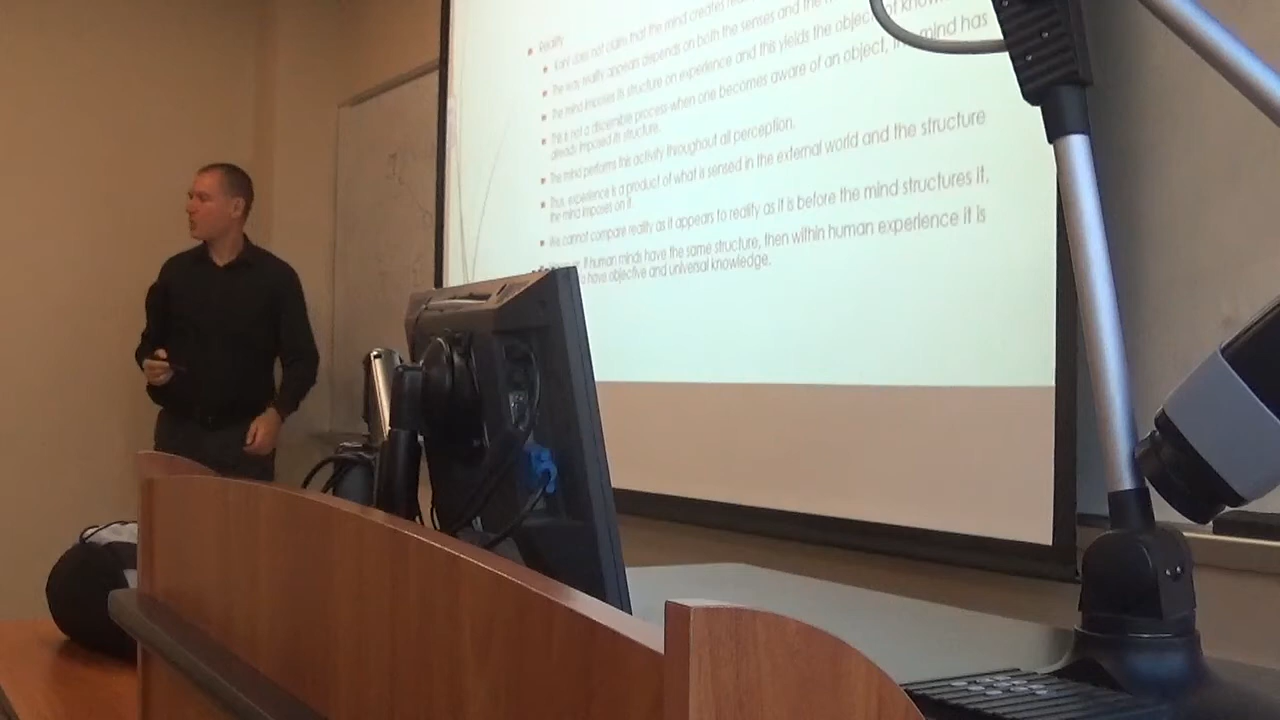 Reality
Kant does not claim that the mind creates
The way reality appears depends on both the senses and the
The mind imposes its structure on experience and this yields the object of
This is not a discernible process-when one becomes aware of an object, mind has
already imposed its structure.
The mind performs this activity throughout all perception.
Thus, experience is a product of what is sensed in the external world and the structure
the mind imposes on it.
We cannot compare reality as it appears to reality as it is before the mind structures it.
if human minds have the same structure, then within human experience it is
have objective and universal knowledge.